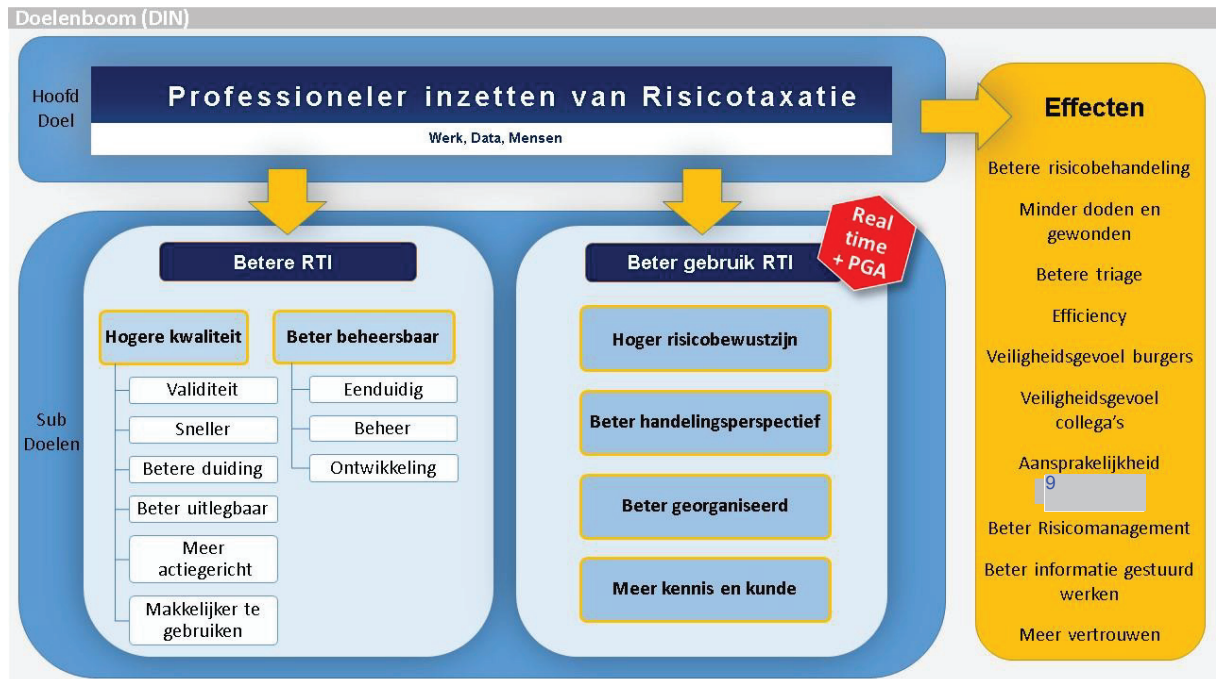 Doelenboom (DIN)
Hoofd
Doel
Professioneler inzetten van Risicotaxatie
Werk, Data, Mensen
Sub
Doelen
Betere RTI
Hogere kwaliteit
Validiteit
Sneller
Betere duiding
Beter uitlegbaar
Meer
actiegericht
Makkelijker te
gebruiken
Beter beheersbaar
Eenduidig
Beheer
Ontwikkeling
Beter gebruik RTI
Real
time
+ PGA
Hoger risicobewustzijn
Beter handelingsperspectief
Beter georganiseerd
Meer kennis en kunde
Effecten
Betere risicobehandeling
Minder doden en
gewonden
Betere triage
Efficiency
Veiligheidsgevoel burgers
Veiligheidsgevoel
collega's
Aansprakelijkheid
9
Beter Risicomanagement
Beter informatie gestuurd
werken
Meer vertrouwen